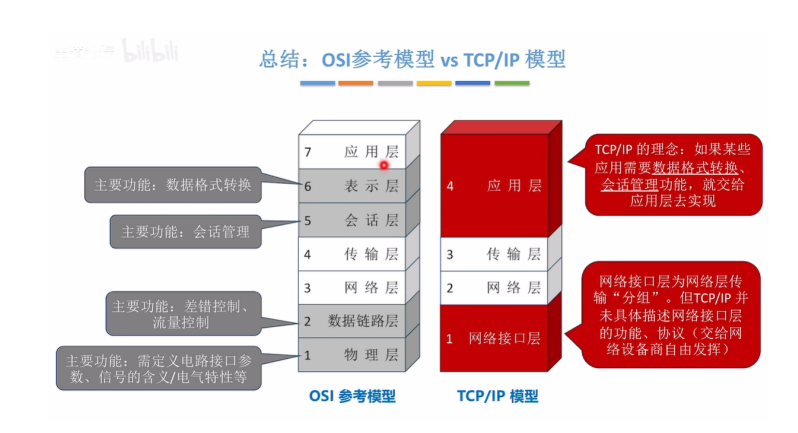 bilibili
总结：OSI参考模型 vs TCP/IP 模型
7 应用层
6 表示层
5 会话层
4 传输层
3 网络层
2 数据链路层
1 物理层
OSI 参考模型
主要功能：数据格式转换
主要功能：会话管理
主要功能：差错控制、
流量控制
主要功能：需定义电路接口参
数、信号的含义/电气特性等
4 应用层
3 传输层
2 网络层
1 网络接口层
TCP/IP 模型
TCP/IP 的理念：如果某些
应用需要数据格式转换、
会话管理功能，就交给
应用层去实现
网络接口层为网络层传
输“分组”。但TCP/IP 并
未具体描述网络接口层
的功能、协议（交给网
络设备商自由发挥）